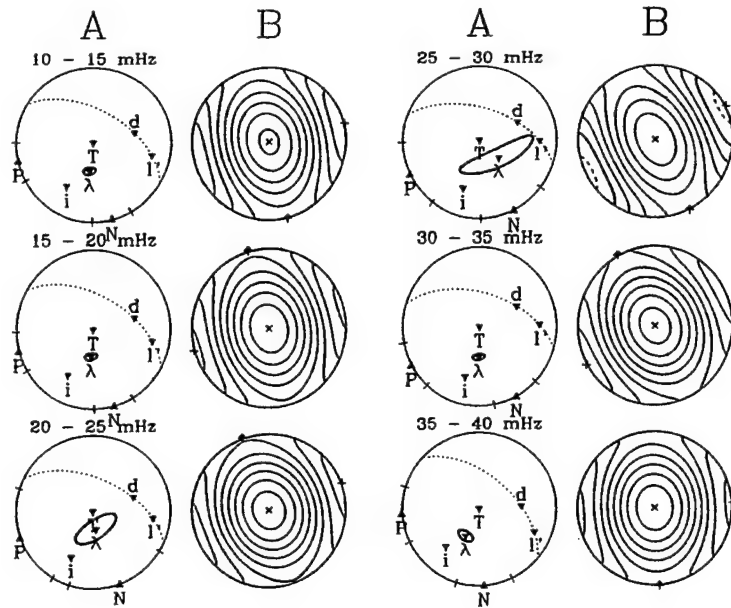 A B A B
10 - 15 mHz 25 - 30 mHz
d d
T T
l l
P λ P λ
i i
N N
15 - 20 mHz 30 - 35 mHz
d d
T T
l l
P λ P λ
i i
N N
20 - 25 mHz 35 - 40 mHz
d d
T
l l
P λ λ
i i
N N